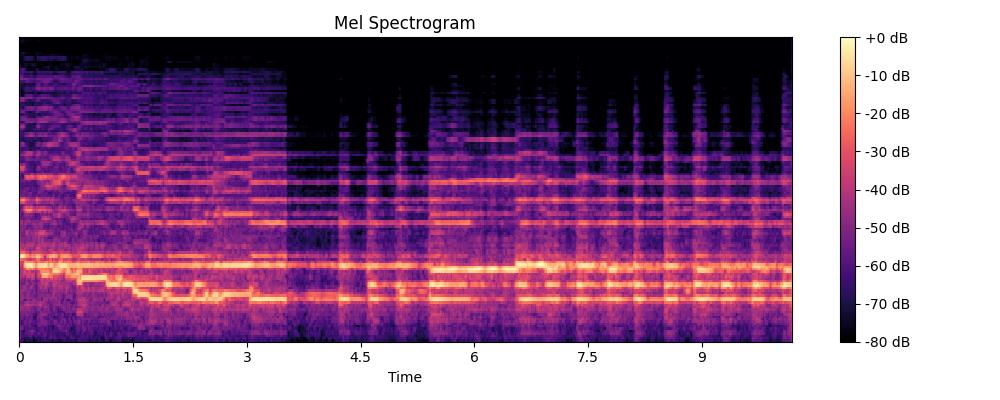 Mel Spectrogram
+0 dB
-10 dB
-20 dB
-30 dB
-40 dB
-50 dB
-60 dB
-70 dB
-80 dB
0 1.5 3 4.5 6 7.5 9
Time